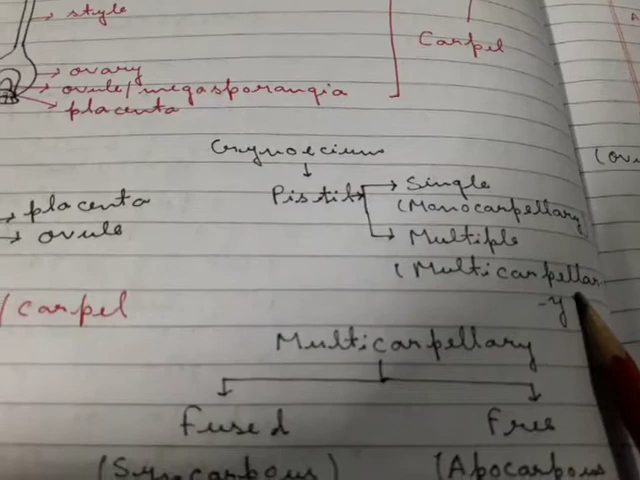 style
Carpel
ovary
ovule/megasporangia
placenta
Gynoecium
Pistil
Single
(Monocarpellary)
placenta
ovule
Multiple
(Multicarpellar
-y
/carpel
Multicarpellary
Fused
Free
(Syncarpous)
(Apocarpous